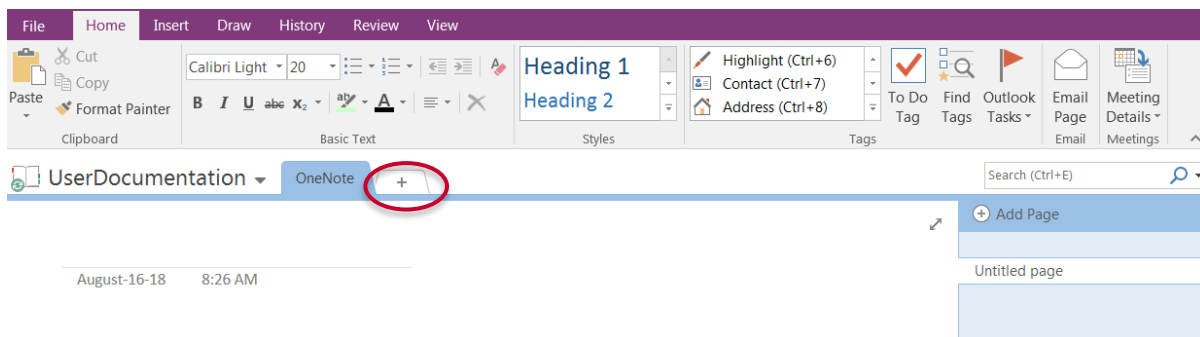 File Home Insert Draw History Review View
Cut
Copy
Paste
Format Painter
Clipboard
Calibri Light 20
B I U abc X₂ aby A
Basic Text
Heading 1
Heading 2
Styles
Highlight (Ctrl+6)
Contact (Ctrl+7)
Address (Ctrl+8)
To Do Tag
Find Tags
Outlook Tasks
Tags
Email Page
Email
Meeting Details
Meetings
UserDocumentation OneNote +
Search (Ctrl+E)
Add Page
Untitled page
August-16-18 8:26 AM